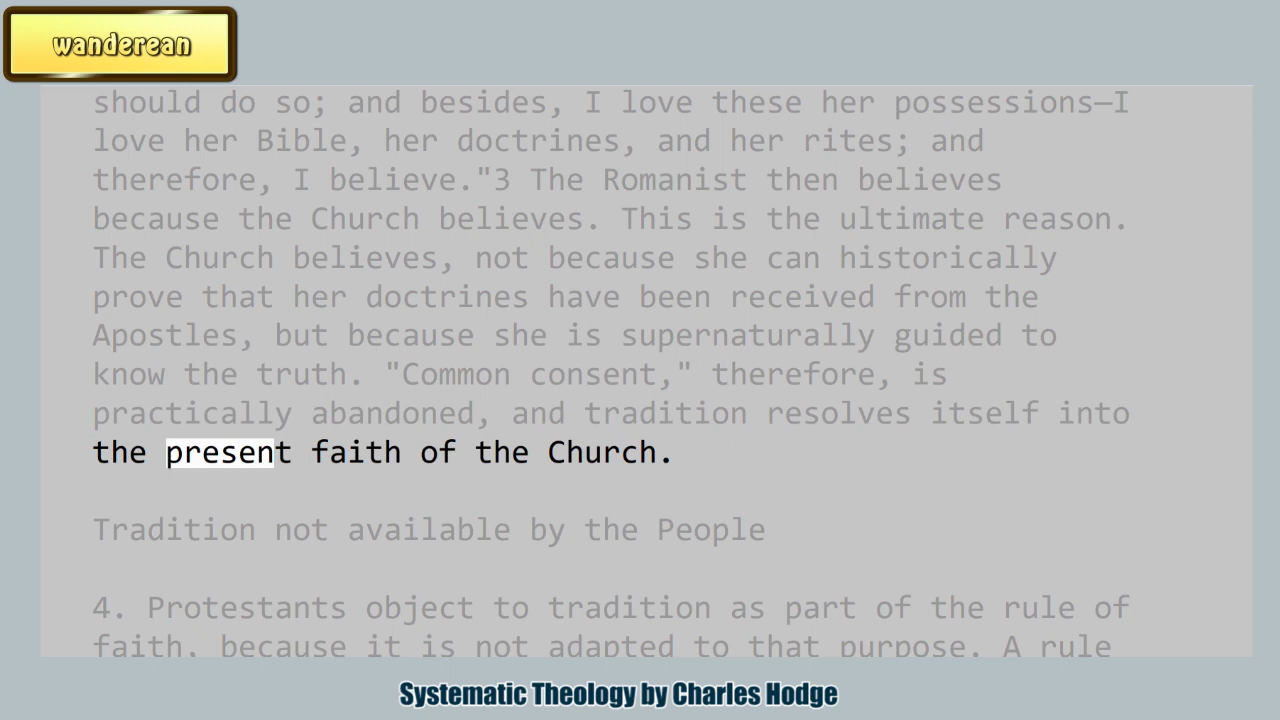 wanderean
should do so; and besides, I love these her possessions—I
love her Bible, her doctrines, and her rites; and
therefore, I believe."3 The Romanist then believes
because the Church believes. This is the ultimate reason.
The Church believes, not because she can historically
prove that her doctrines have been received from the
Apostles, but because she is supernaturally guided to
know the truth. "Common consent," therefore, is
practically abandoned, and tradition resolves itself into
the present faith of the Church.
Tradition not available by the People
4. Protestants object to tradition as part of the rule of
faith, because it is not adapted to that purpose. A rule
Systematic Theology by Charles Hodge